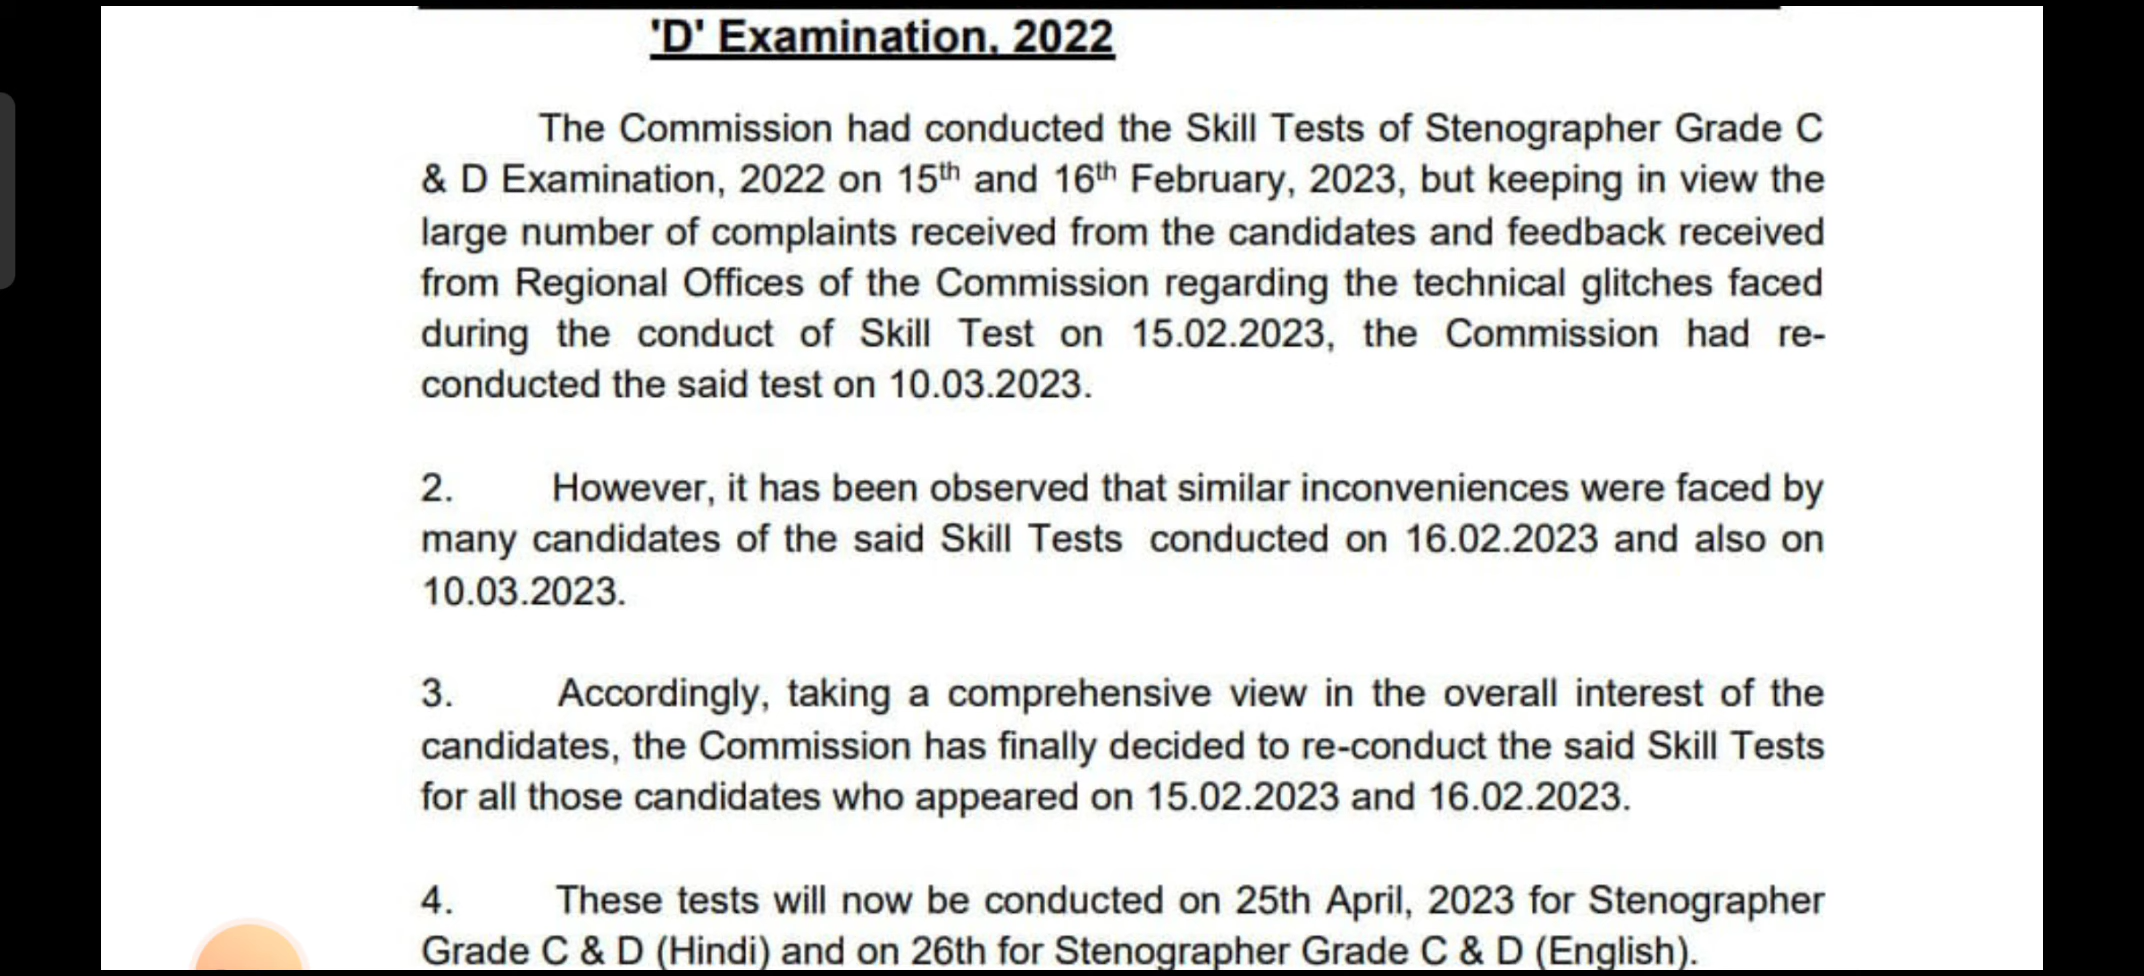 'D' Examination, 2022
The Commission had conducted the Skill Tests of Stenographer Grade C
& D Examination, 2022 on 15th and 16th February, 2023, but keeping in view the
large number of complaints received from the candidates and feedback received
from Regional Offices of the Commission regarding the technical glitches faced
during the conduct of Skill Test on 15.02.2023, the Commission had re-
conducted the said test on 10.03.2023.
2. However, it has been observed that similar inconveniences were faced by
many candidates of the said Skill Tests conducted on 16.02.2023 and also on
10.03.2023.
3. Accordingly, taking a comprehensive view in the overall interest of the
candidates, the Commission has finally decided to re-conduct the said Skill Tests
for all those candidates who appeared on 15.02.2023 and 16.02.2023.
4. These tests will now be conducted on 25th April, 2023 for Stenographer
Grade C & D (Hindi) and on 26th for Stenographer Grade C & D (English).